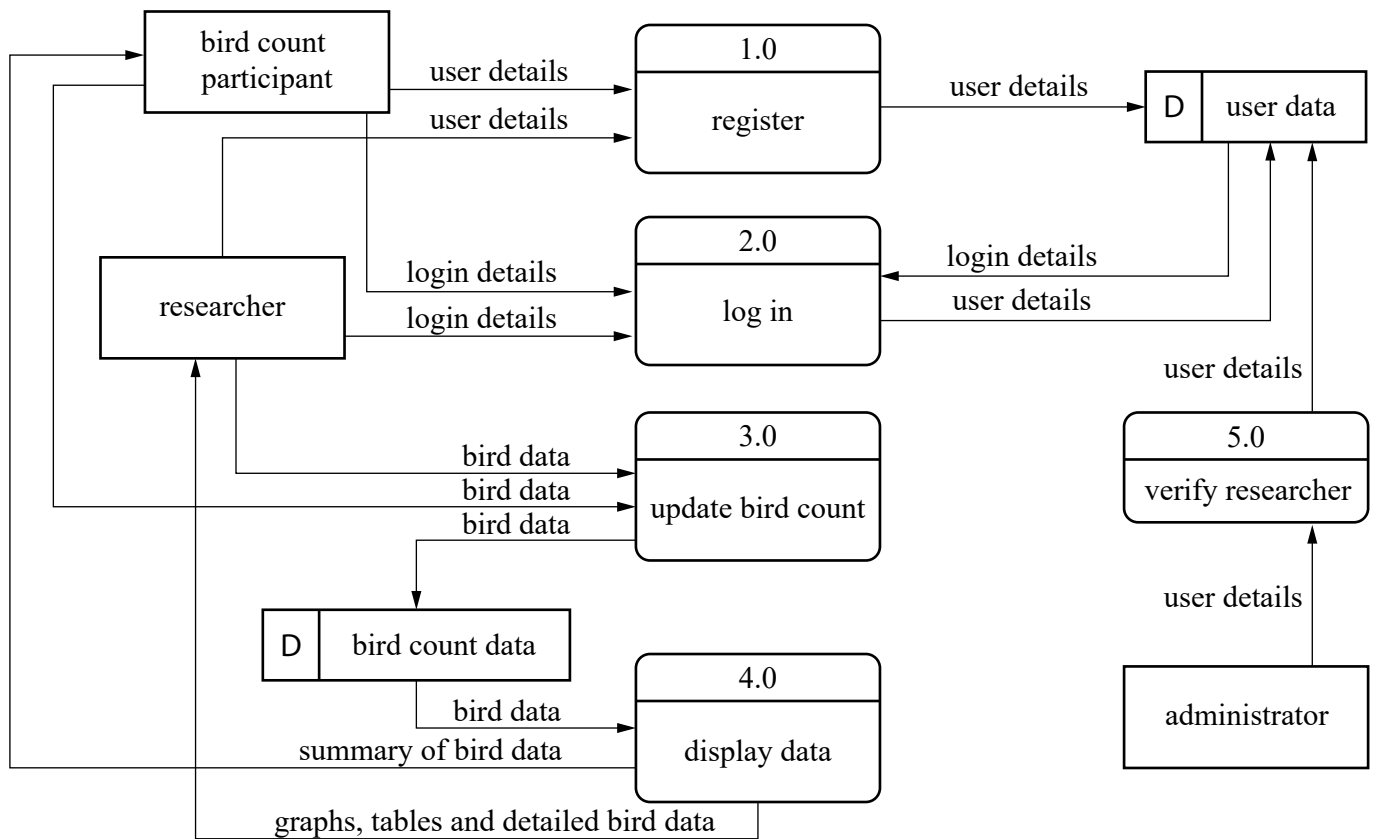 bird count
participant
user details
user details
1.0
register
user details
D
user data
researcher
login details
login details
2.0
log in
login details
user details
user details
5.0
verify researcher
user details
administrator
bird data
bird data
bird data
3.0
update bird count
D
bird count data
bird data
summary of bird data
4.0
display data
graphs, tables and detailed bird data